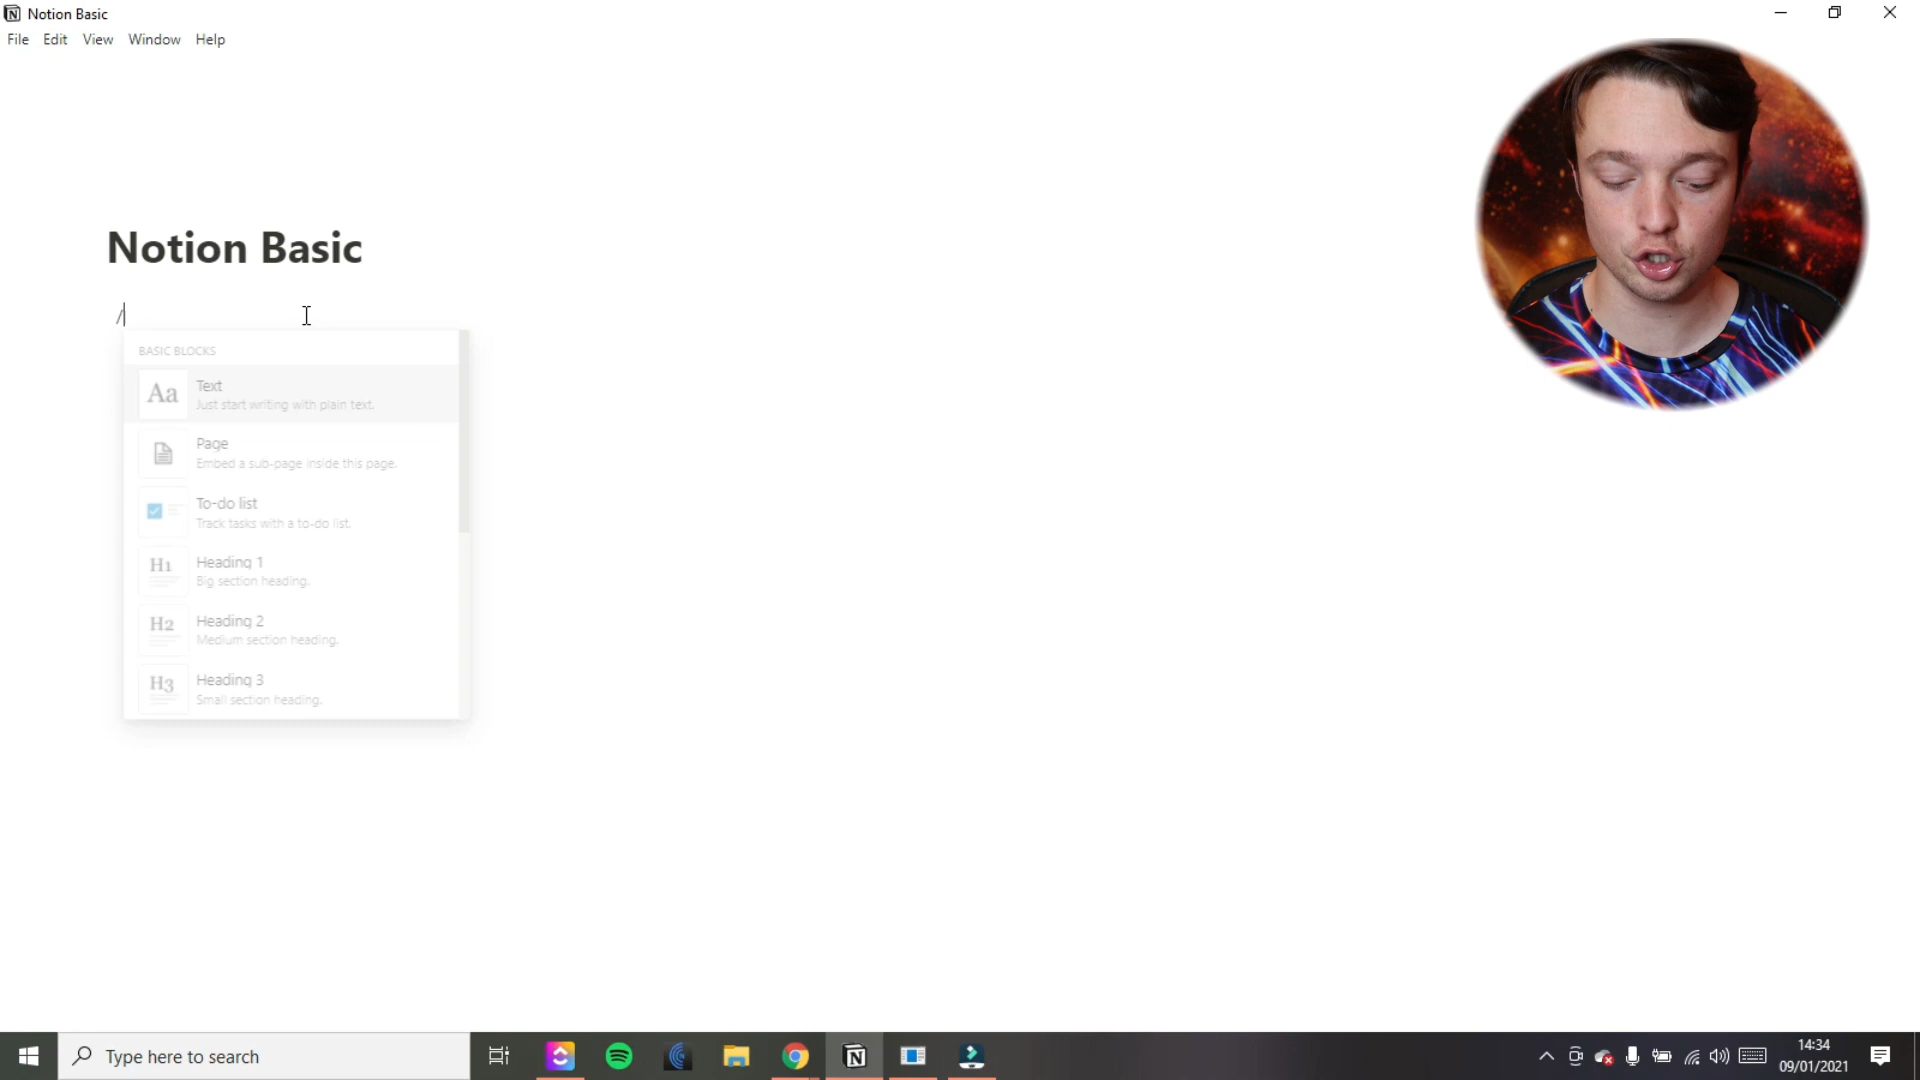 Notion Basic
File Edit View Window Help
Notion Basic
/
BASIC BLOCKS
Aa
Text
Just start writing with plain text.
Page
Embed a sub-page inside this page.
To-do list
Track tasks with a to-do list.
H1
Heading 1
Big section heading.
H2
Heading 2
Medium section heading.
H3
Heading 3
Small section heading.
Type here to search
14:34
09/01/2021